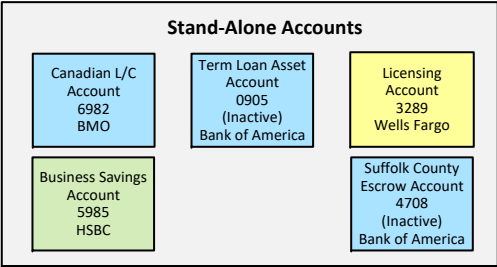 Stand-Alone Accounts
Canadian L/C
Account
6982
BMO
Term Loan Asset
Account
0905
(Inactive)
Bank of America
Licensing
Account
3289
Wells Fargo
Business Savings
Account
5985
HSBC
Suffolk County
Escrow Account
4708
(Inactive)
Bank of America